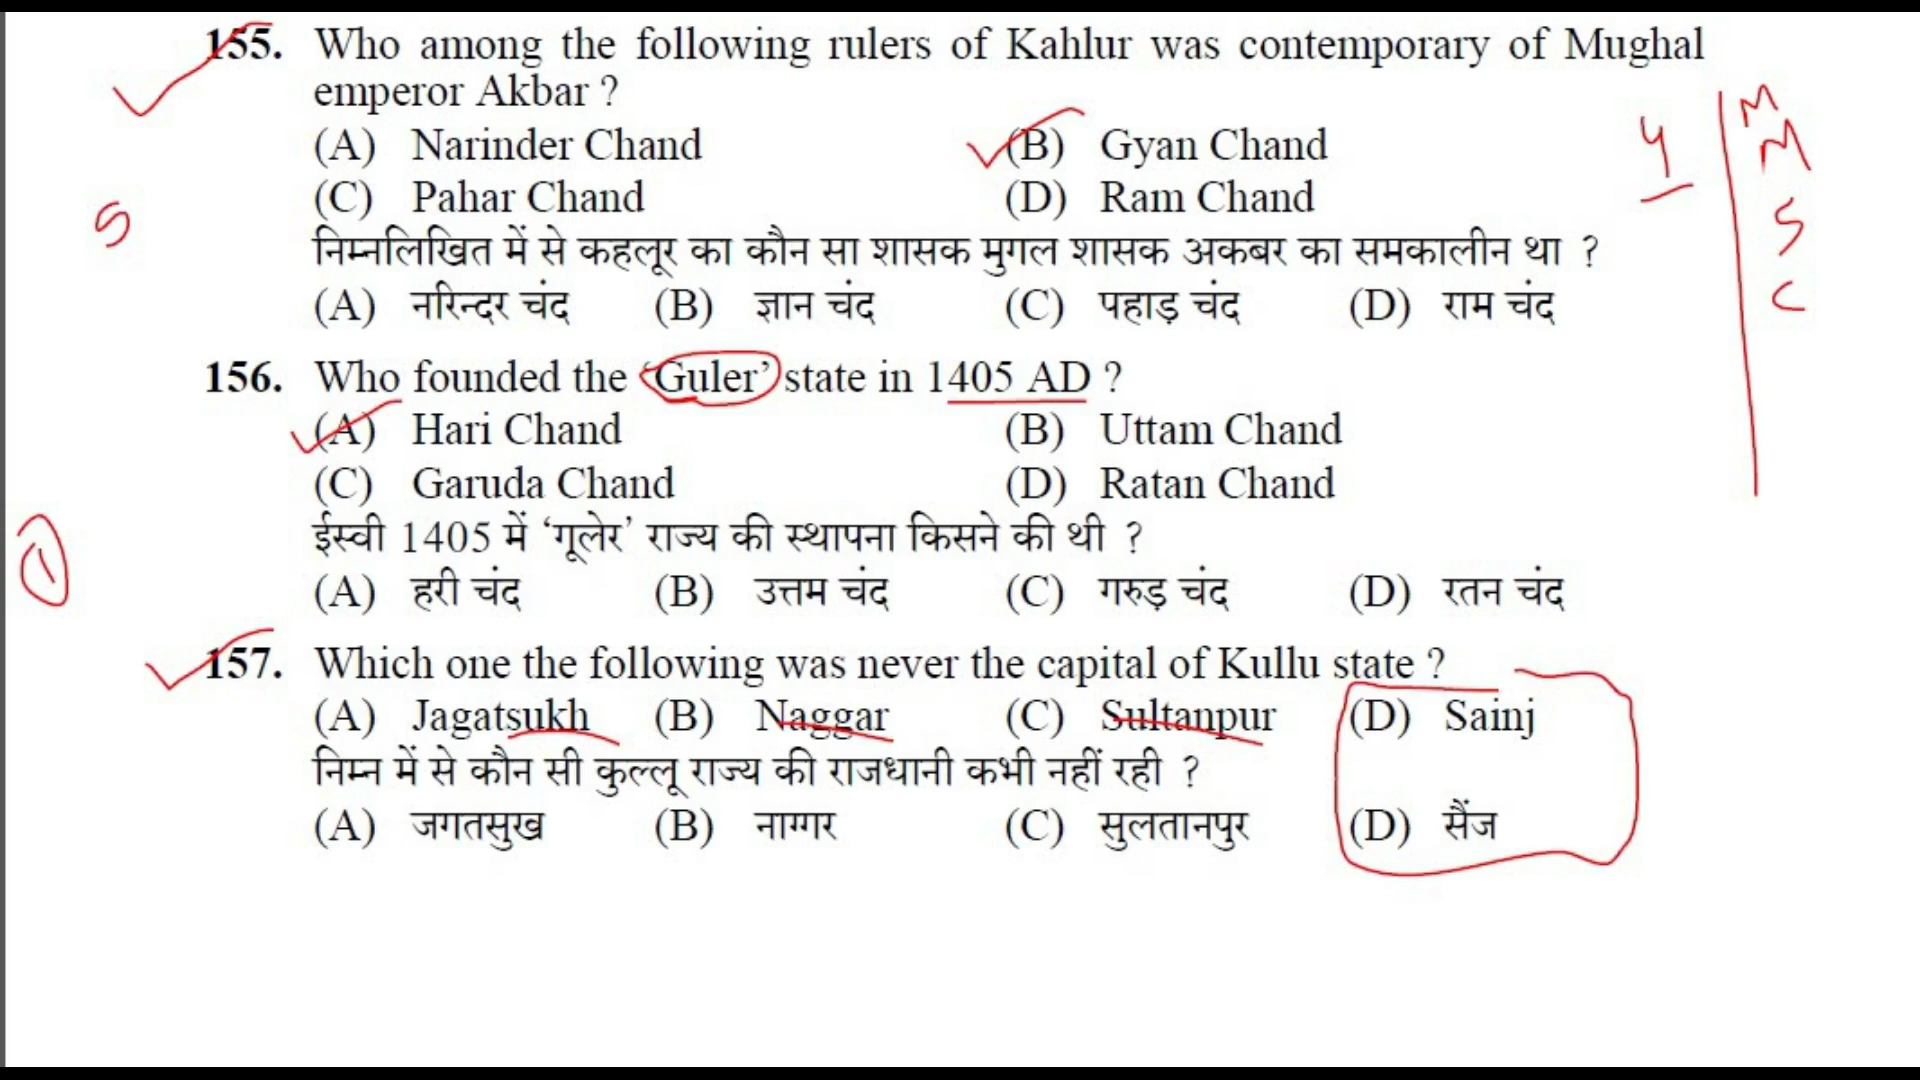 155. Who among the following rulers of Kahlur was contemporary of Mughal
emperor Akbar ?
(A) Narinder Chand (B) Gyan Chand
(C) Pahar Chand (D) Ram Chand
निम्नलिखित में से कहलूर का कौन सा शासक मुगल शासक अकबर का समकालीन था ?
(A) नरिन्दर चंद (B) ज्ञान चंद (C) पहाड़ चंद (D) राम चंद
156. Who founded the ‘Guler’ state in 1405 AD ?
(A) Hari Chand (B) Uttam Chand
(C) Garuda Chand (D) Ratan Chand
ईस्वी 1405 में ‘गूलेर’ राज्य की स्थापना किसने की थी ?
(A) हरी चंद (B) उत्तम चंद (C) गरुड़ चंद (D) रतन चंद
157. Which one the following was never the capital of Kullu state ?
(A) Jagatsukh (B) Naggar (C) Sultanpur (D) Sainj
निम्न में से कौन सी कुल्लू राज्य की राजधानी कभी नहीं रही ?
(A) जगतसुख (B) नाग्गर (C) सुलतानपुर (D) सैंज
M
M
S
C
1